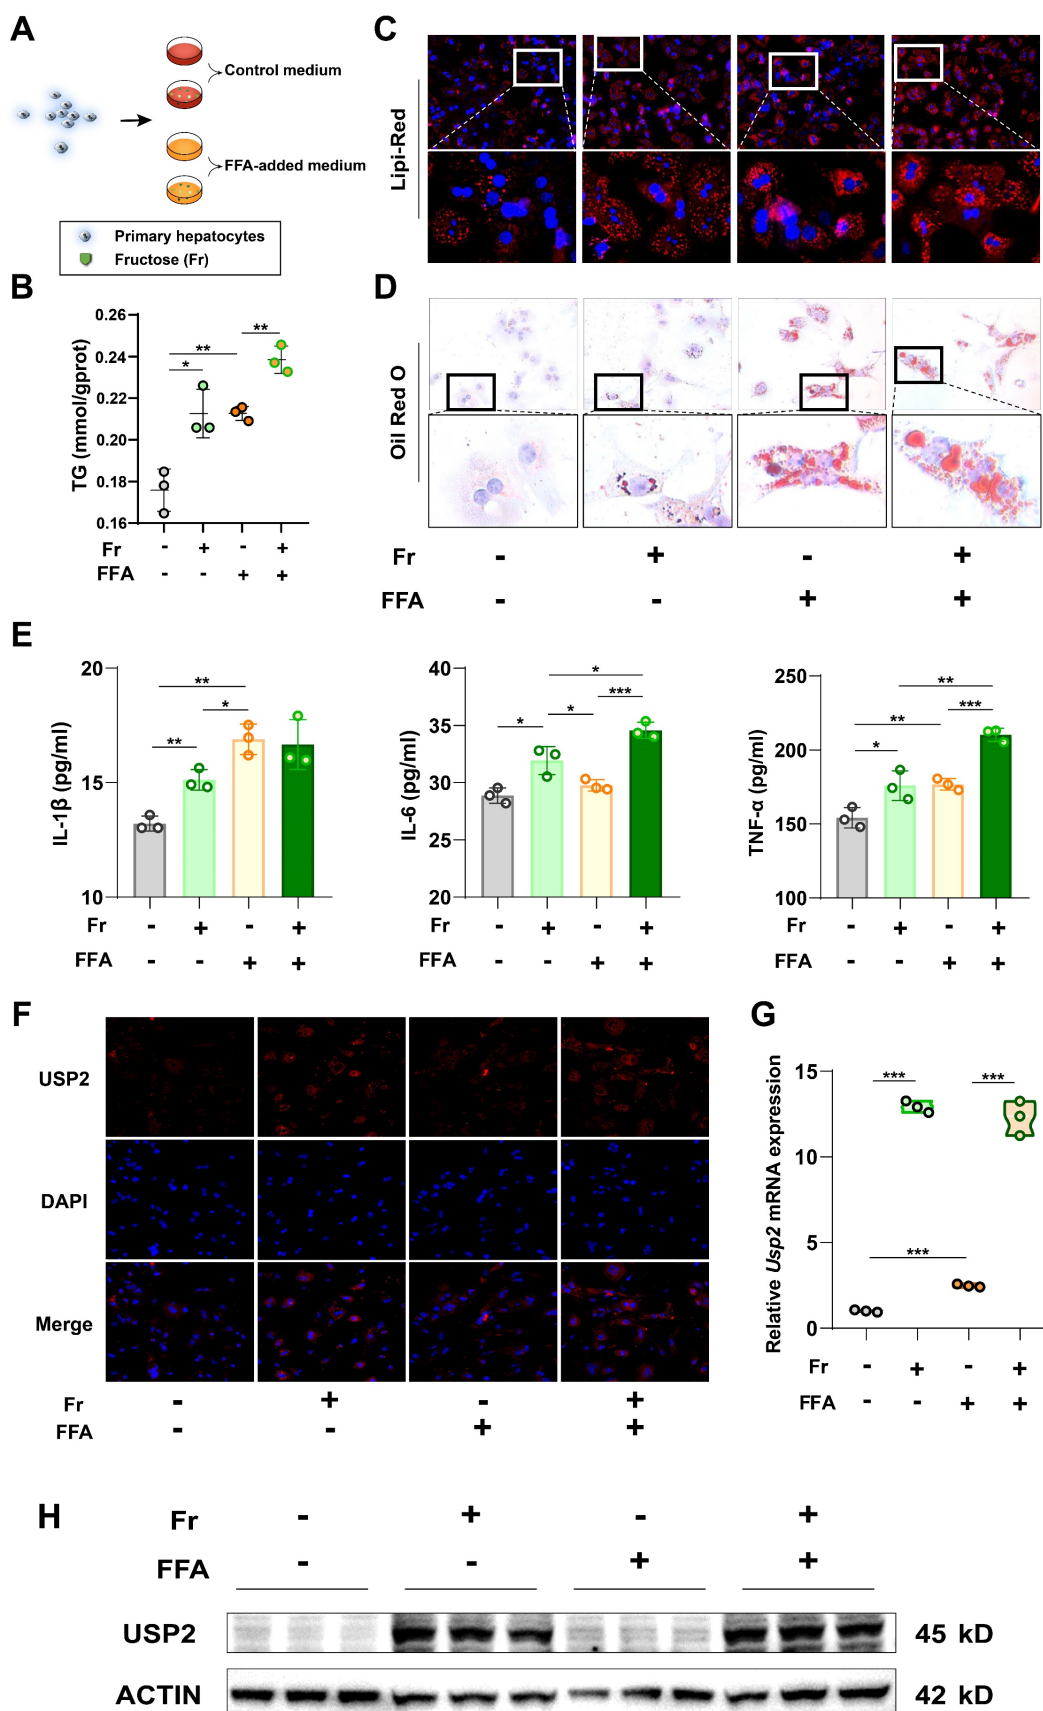 A
Control medium
FFA-added medium
Primary hepatocytes
Fructose (Fr)
B
TG (mmol/gprot)
0.26
0.24
0.22
0.20
0.18
0.16
**
**
*
Fr - + - +
FFA - - + +
C
Lipi-Red
D
Oil Red O
Fr - + - +
FFA - - + +
E
IL-1β (pg/ml)
20
15
10
**
*
**
Fr - + - +
FFA - - + +
IL-6 (pg/ml)
40
35
30
25
20
*
***
*
*
Fr - + - +
FFA - - + +
TNF-α (pg/ml)
250
200
150
100
**
***
**
*
Fr - + - +
FFA - - + +
F
USP2
DAPI
Merge
Fr - + - +
FFA - - + +
G
Relative Usp2 mRNA expression
15
10
5
0
***
***
***
Fr - + - +
FFA - - + +
H
Fr - + - +
FFA - - + +
USP2 45 kD
ACTIN 42 kD